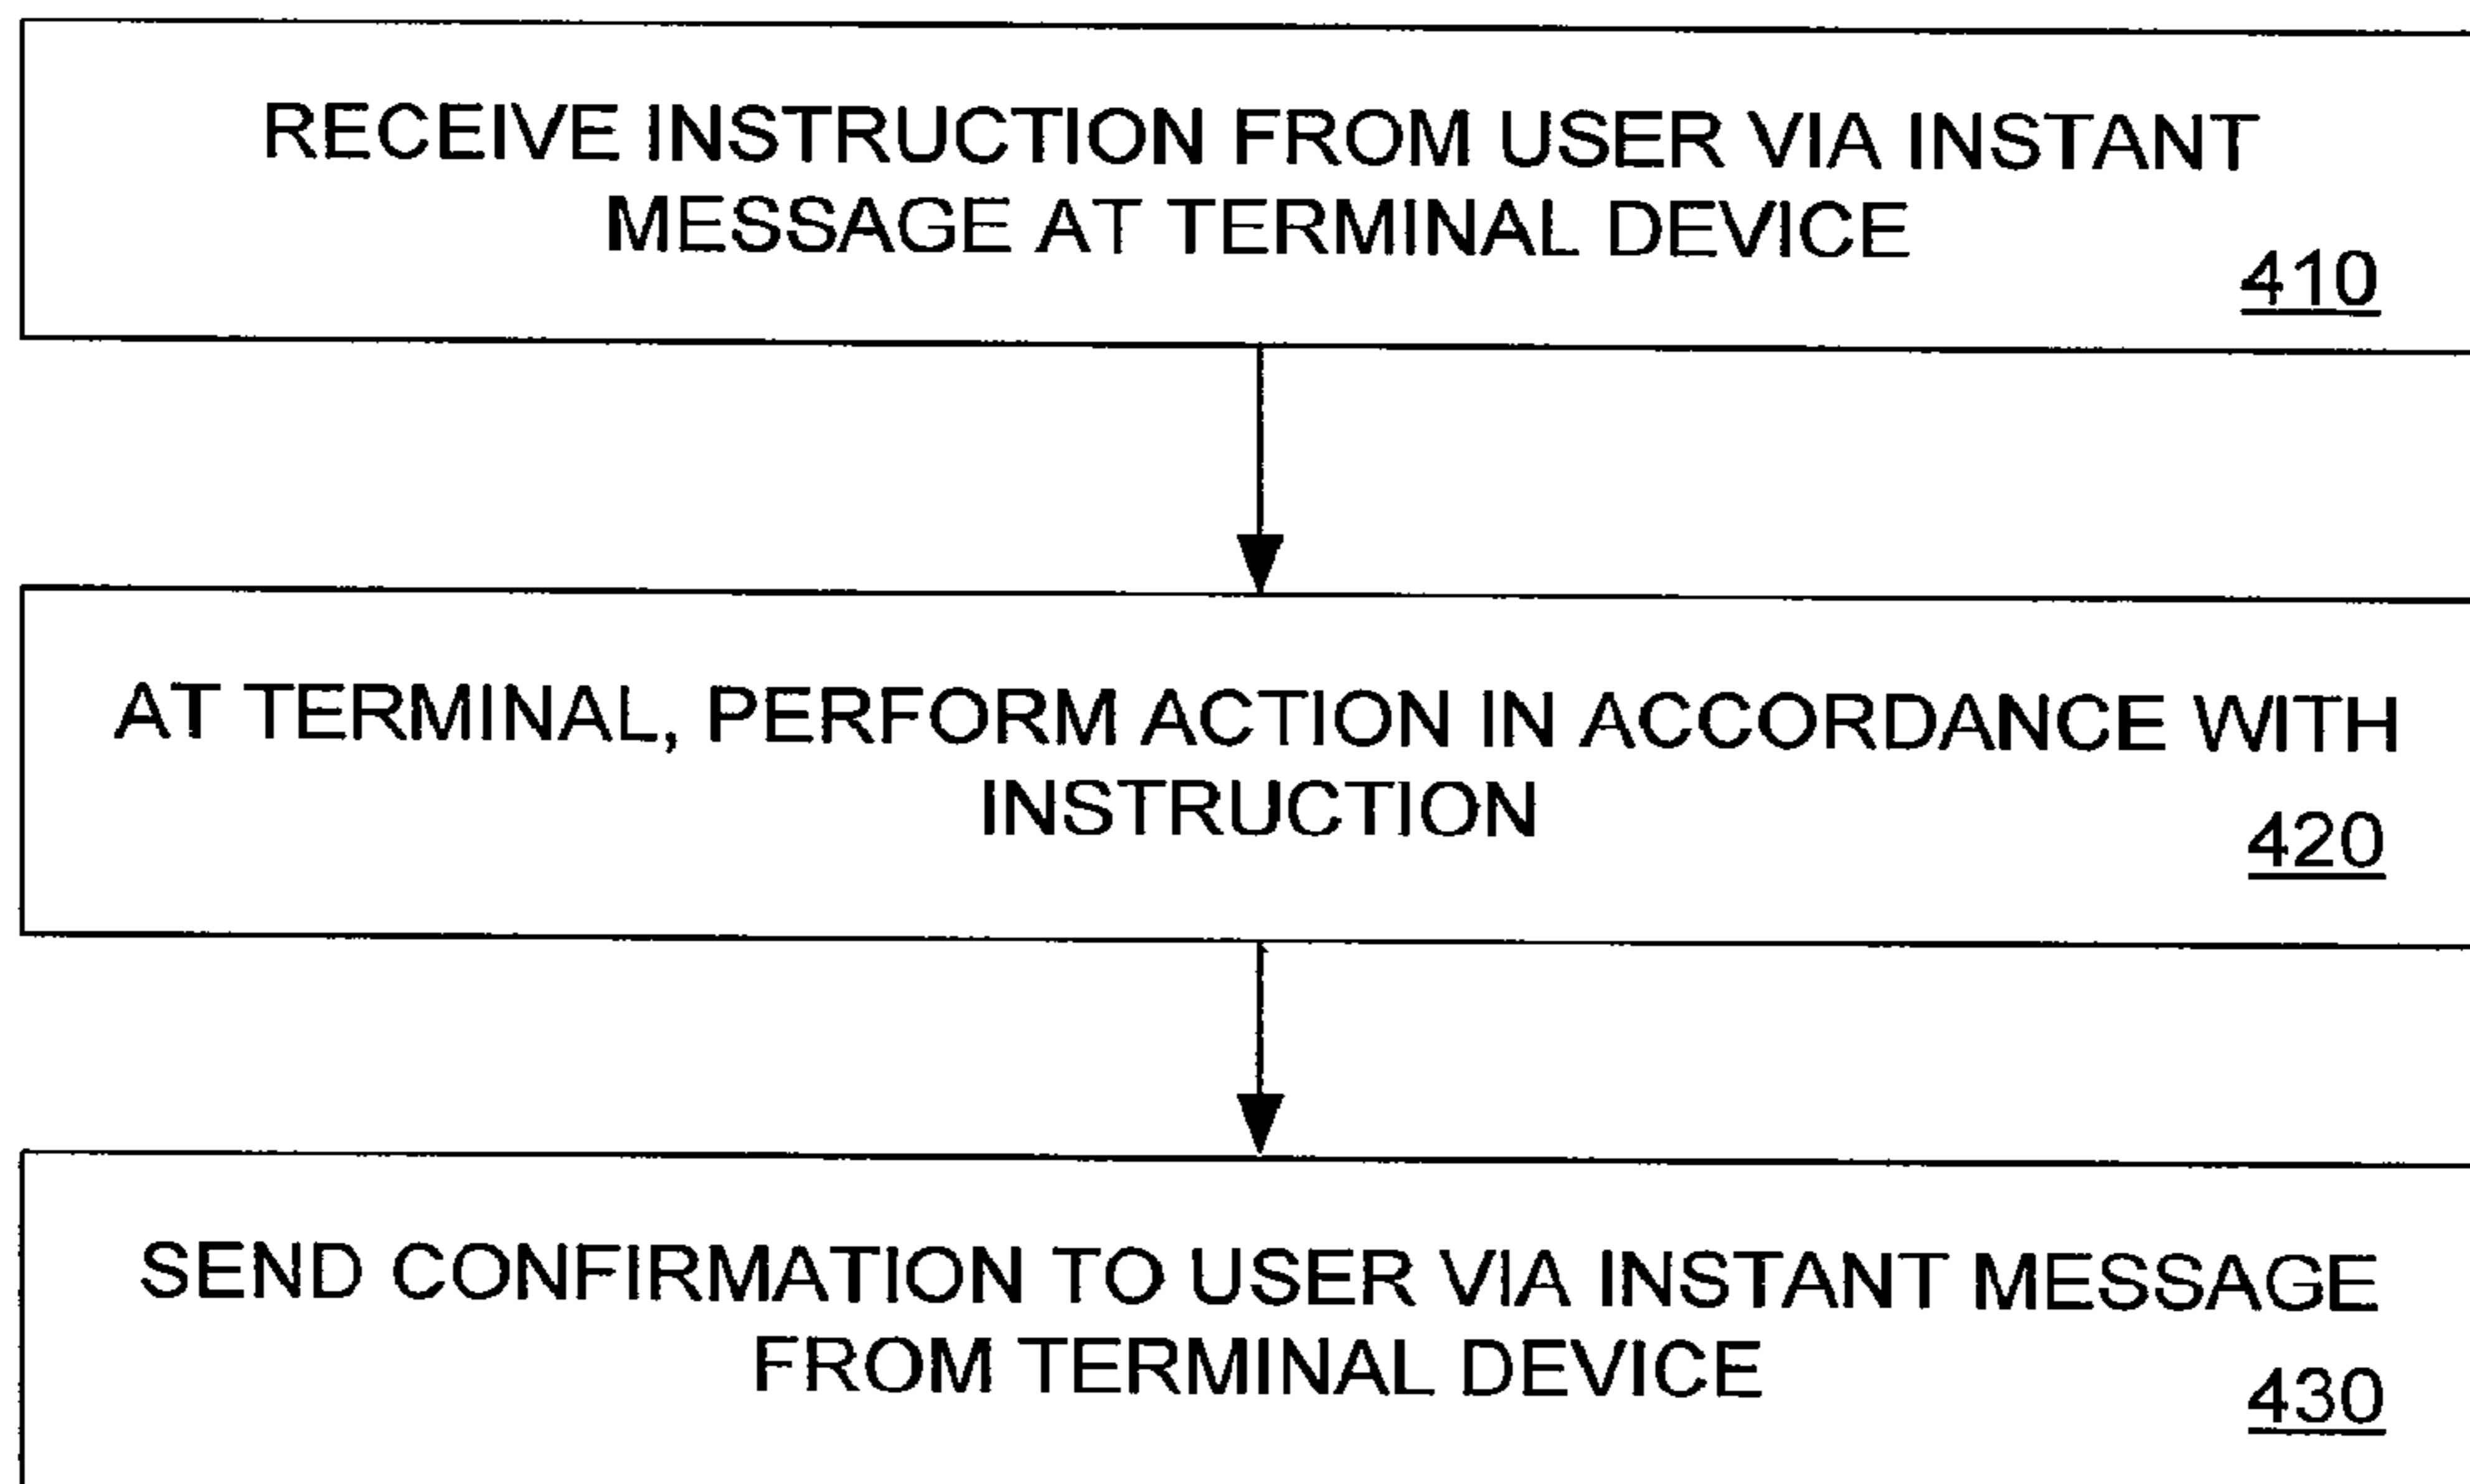 RECEIVE INSTRUCTION FROM USER VIA INSTANT
MESSAGE AT TERMINAL DEVICE
410
AT TERMINAL, PERFORM ACTION IN ACCORDANCE WITH
INSTRUCTION
420
SEND CONFIRMATION TO USER VIA INSTANT MESSAGE
FROM TERMINAL DEVICE
430